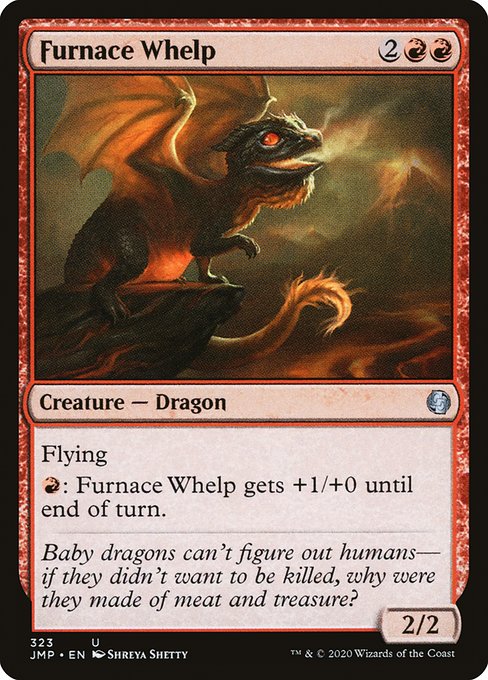 Furnace Whelp 2
Creature — Dragon
Flying
: Furnace Whelp gets +1/+0 until
end of turn.
Baby dragons can't figure out humans—
if they didn't want to be killed, why were
they made of meat and treasure?
2/2
323 U
JMP • EN Shreya Shetty
™ & © 2020 Wizards of the Coast